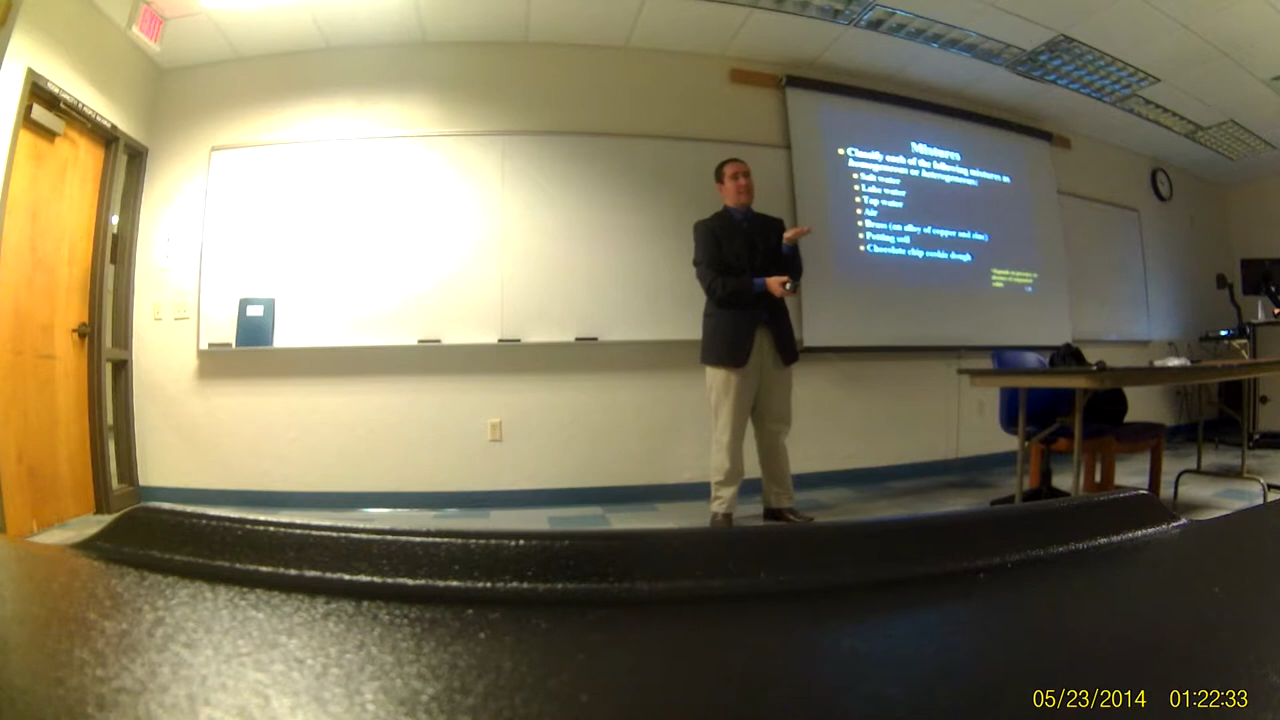 EXIT
Mixtures
Classify each of the following mixtures as
homogeneous or heterogeneous:
Salt water
Lake water
Tap water
Air
Brass (an alloy of copper and zinc)
Potting soil
Chocolate chip cookie dough
05/23/2014 01:22:33